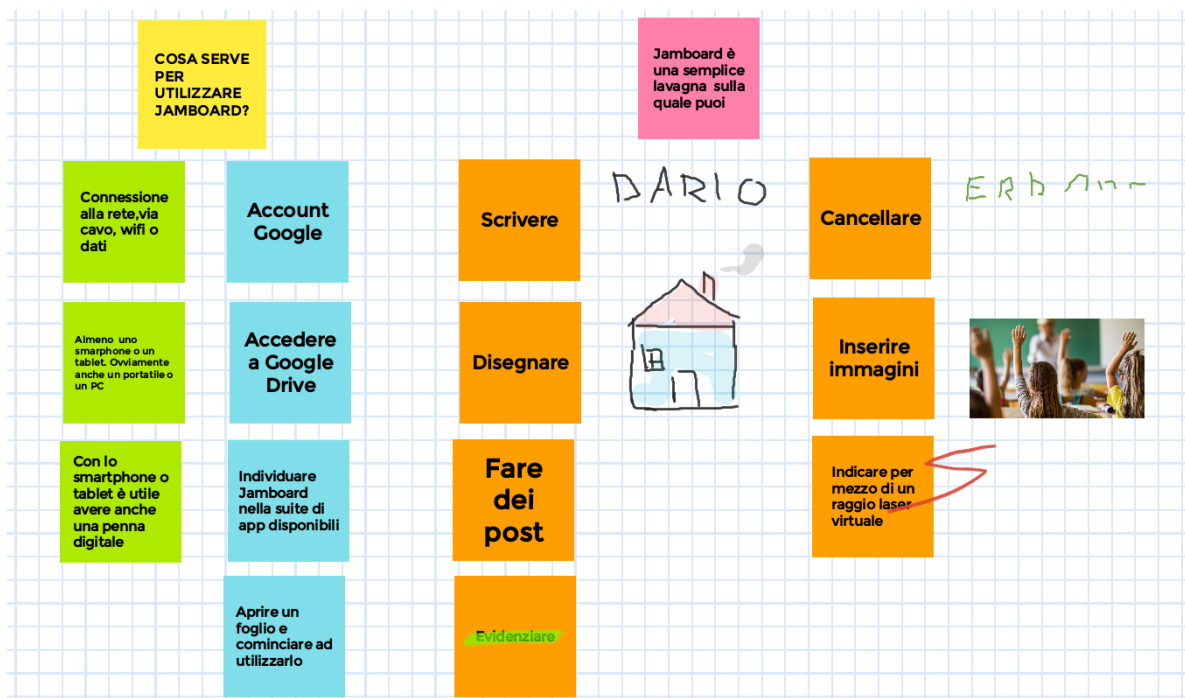 COSA SERVE
PER
UTILIZZARE
JAMBOARD?
Connessione
alla rete,via
cavo, wifi o
dati
Almeno uno
smarphone o un
tablet. Ovviamente
anche un portatile o
un PC
Con lo
smartphone o
tablet è utile
avere anche
una penna
digitale
Account
Google
Accedere
a Google
Drive
Individuare
Jamboard
nella suite di
app disponibili
Aprire un
foglio e
cominciare ad
utilizzarlo
Jamboard è
una semplice
lavagna sulla
quale puoi
Scrivere
DARIO
Disegnare
Fare
dei
post
Evidenziare
Cancellare
Inserire
immagini
Indicare per
mezzo di un
raggio laser
virtuale